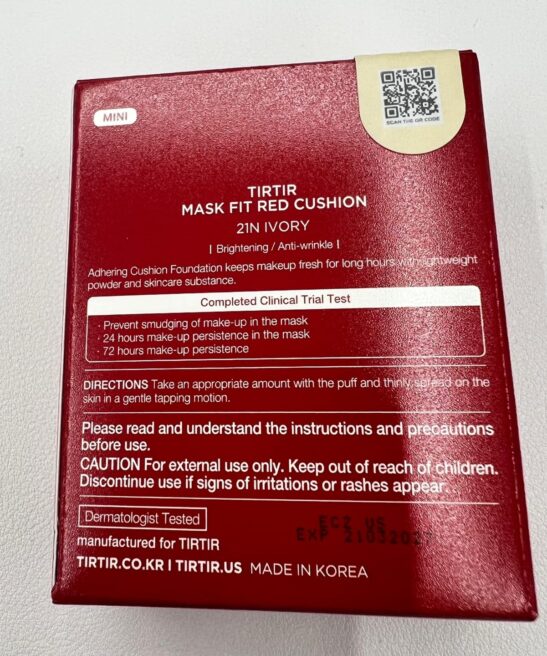 MINI
SCAN THE QR CODE
TIRTIR
MASK FIT RED CUSHION
21N IVORY
| Brightening / Anti-wrinkle |
Adhering Cushion Foundation keeps makeup fresh for long hours with lightweight
powder and skincare substance.
Completed Clinical Trial Test
· Prevent smudging of make-up in the mask
· 24 hours make-up persistence in the mask
· 72 hours make-up persistence
DIRECTIONS Take an appropriate amount with the puff and thinly spread on the
skin in a gentle tapping motion.
Please read and understand the instructions and precautions
before use.
CAUTION For external use only. Keep out of reach of children.
Discontinue use if signs of irritations or rashes appear.
Dermatologist Tested
manufactured for TIRTIR
ECZ US
EXP 21032027
TIRTIR.CO.KR I TIRTIR.US MADE IN KOREA